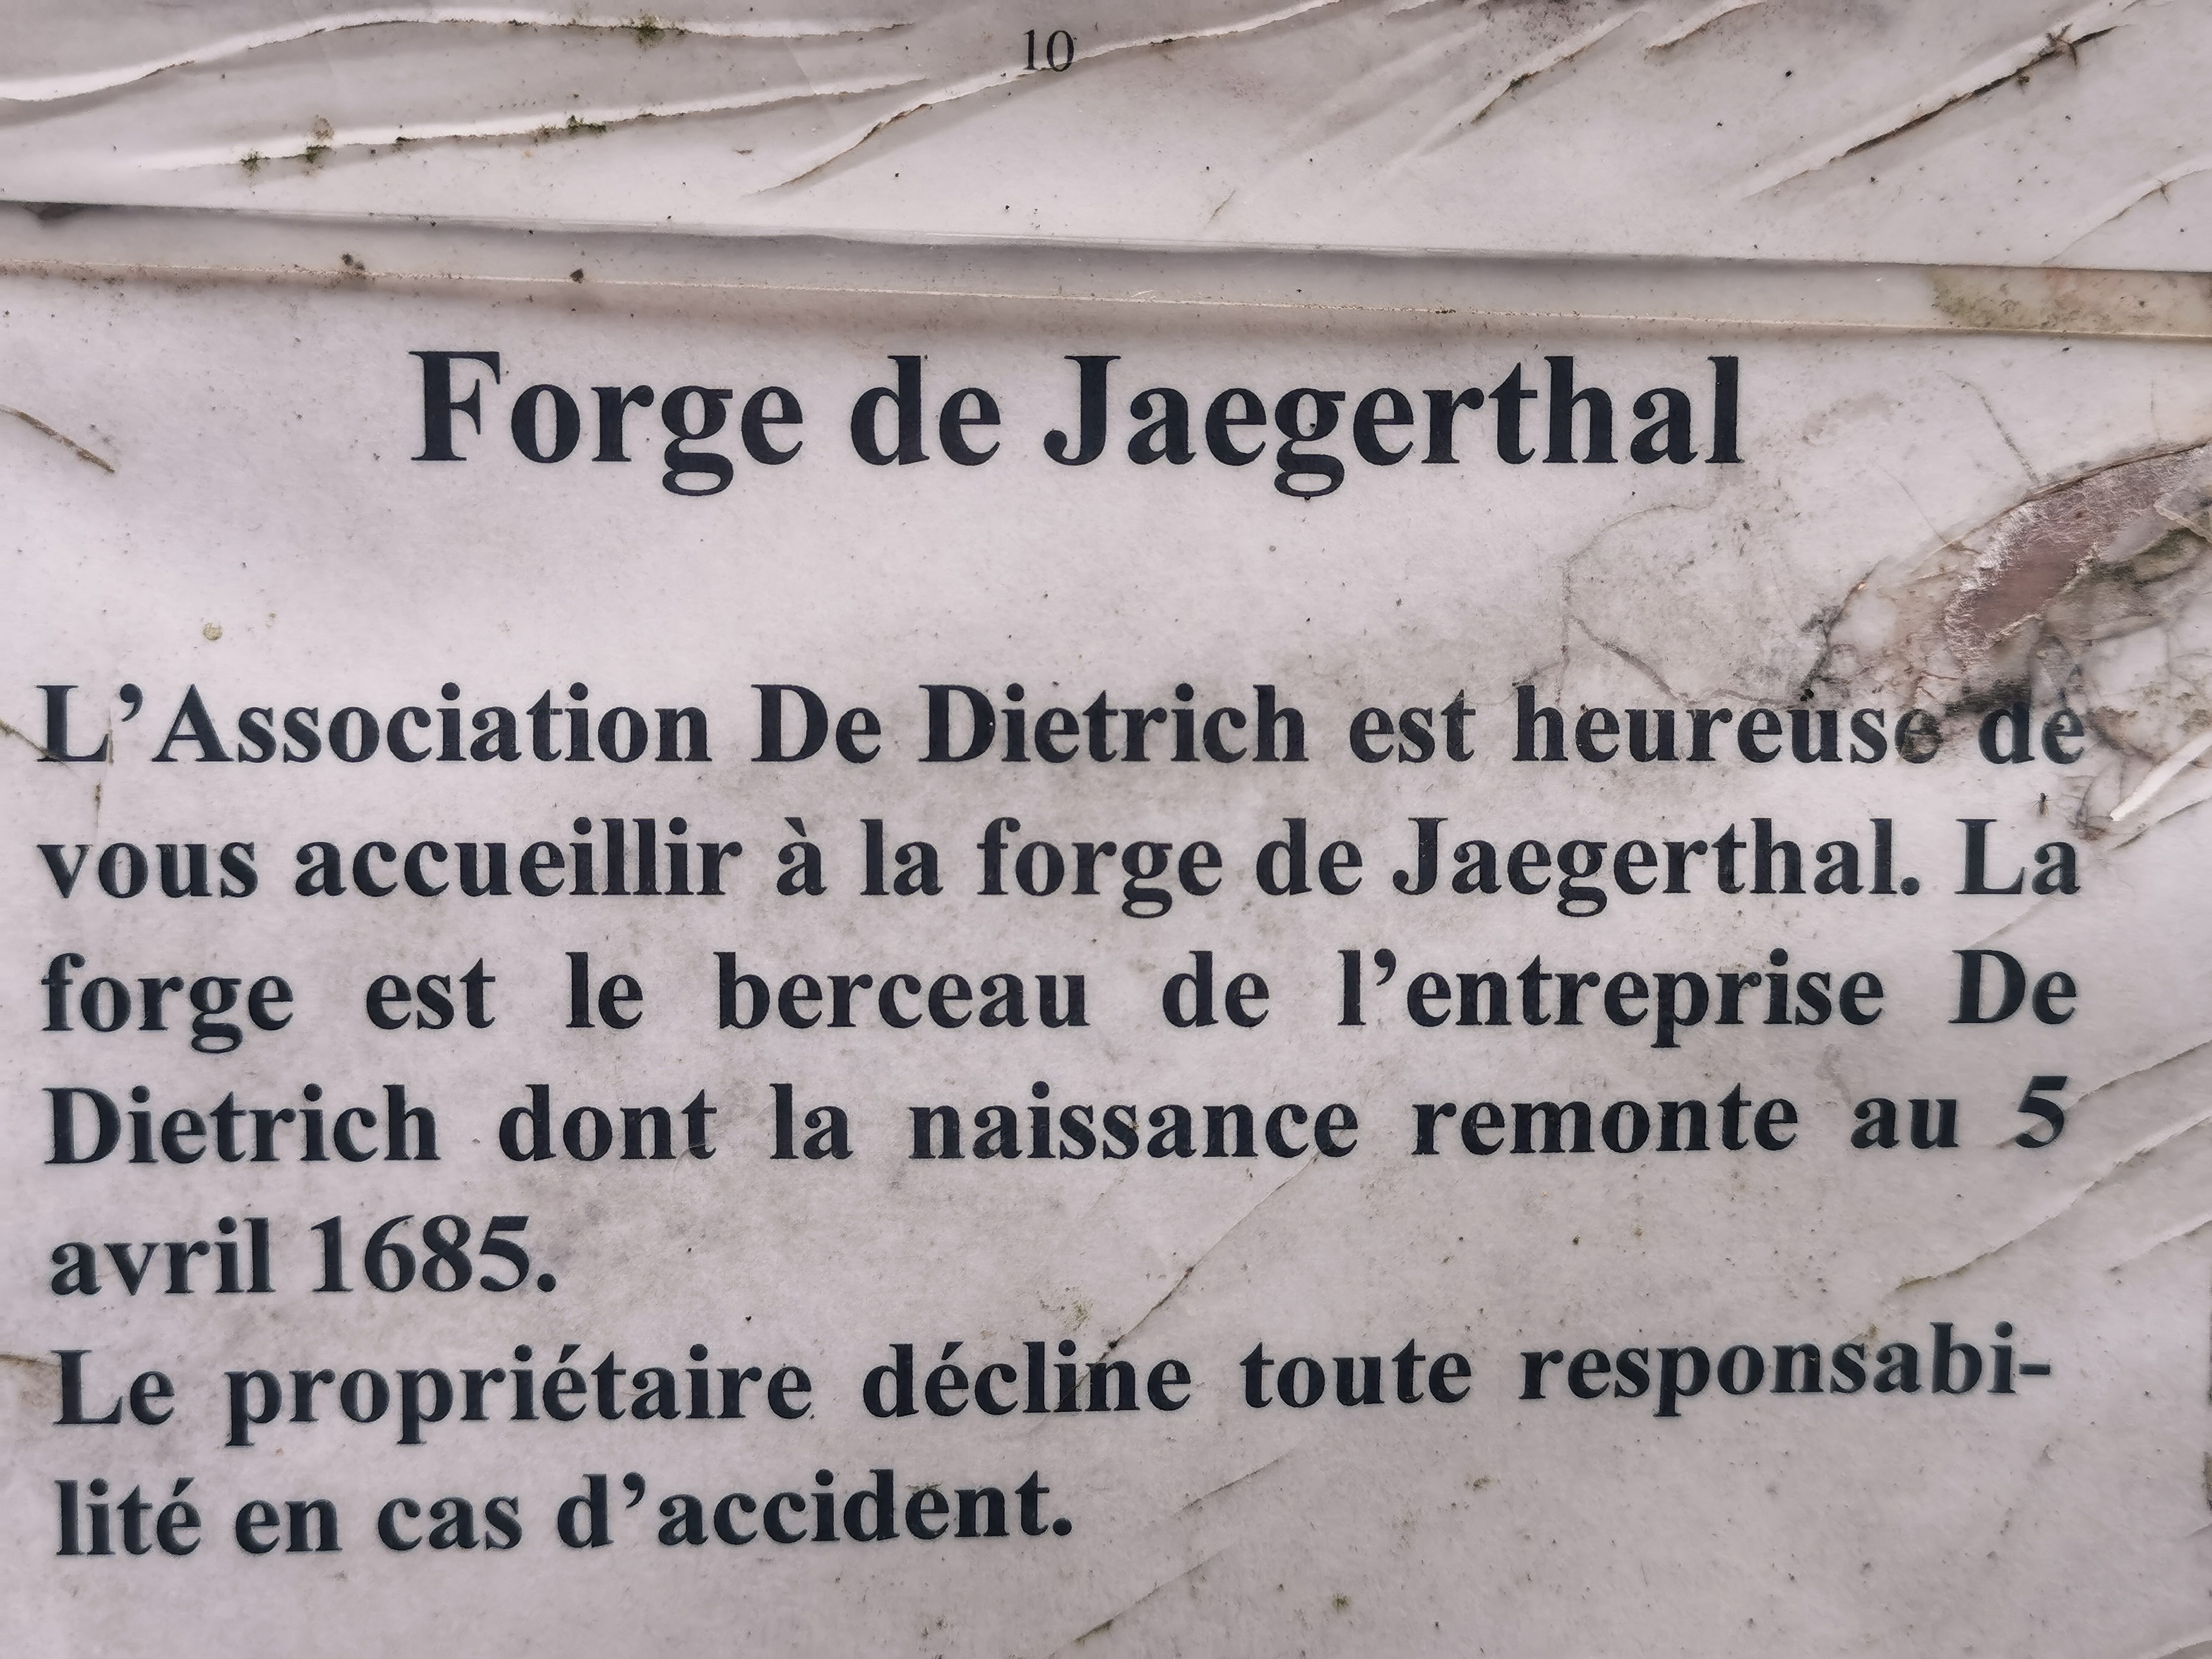 10
Forge de Jaegerthal
L’Association De Dietrich est heureuse de
vous accueillir à la forge de Jaegerthal. La
forge est le berceau de l’entreprise De
Dietrich dont la naissance remonte au 5
avril 1685.
Le propriétaire décline toute responsabi-
lité en cas d’accident.